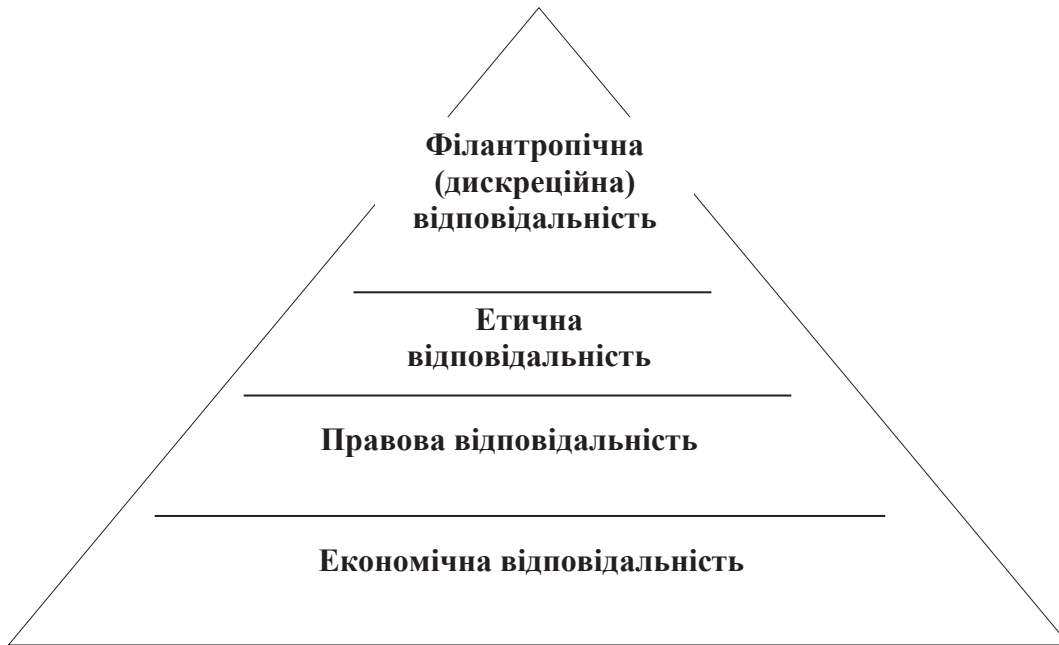 Філантропічна
(дискреційна)
відповідальність
Етична
відповідальність
Правова відповідальність
Економічна відповідальність